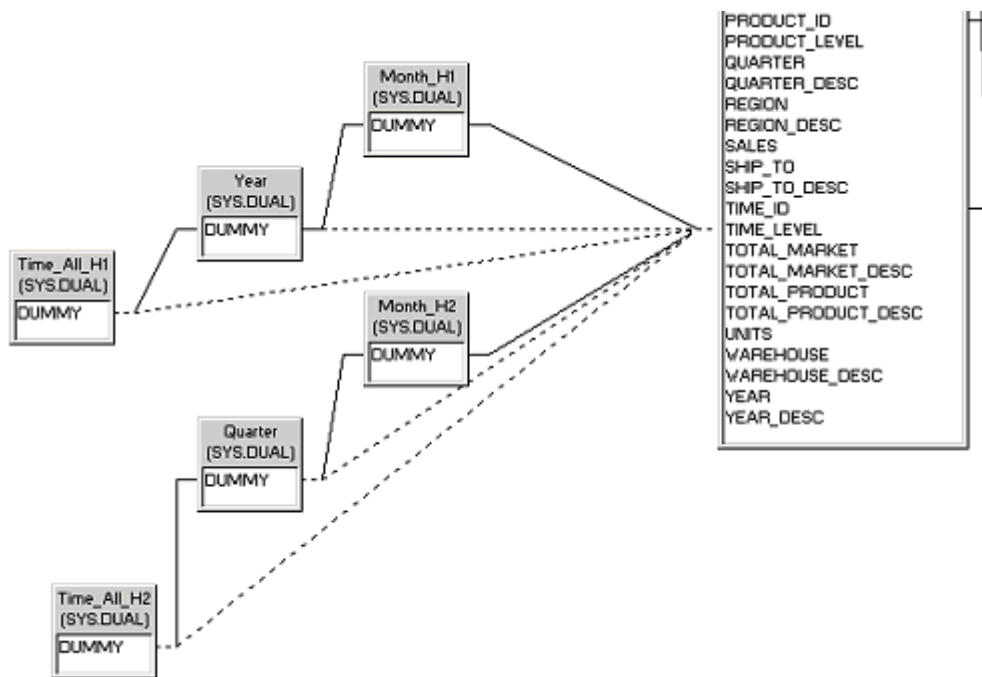 PRODUCT_ID
PRODUCT_LEVEL
QUARTER
QUARTER_DESC
REGION
REGION_DESC
SALES
SHIP_TO
SHIP_TO_DESC
TIME_ID
TIME_LEVEL
TOTAL_MARKET
TOTAL_MARKET_DESC
TOTAL_PRODUCT
TOTAL_PRODUCT_DESC
UNITS
WAREHOUSE
WAREHOUSE_DESC
YEAR
YEAR_DESC
Month_H1
(SYS.DUAL)
DUMMY
Year
(SYS.DUAL)
DUMMY
Time_All_H1
(SYS.DUAL)
DUMMY
Month_H2
(SYS.DUAL)
DUMMY
Quarter
(SYS.DUAL)
DUMMY
Time_All_H2
(SYS.DUAL)
DUMMY